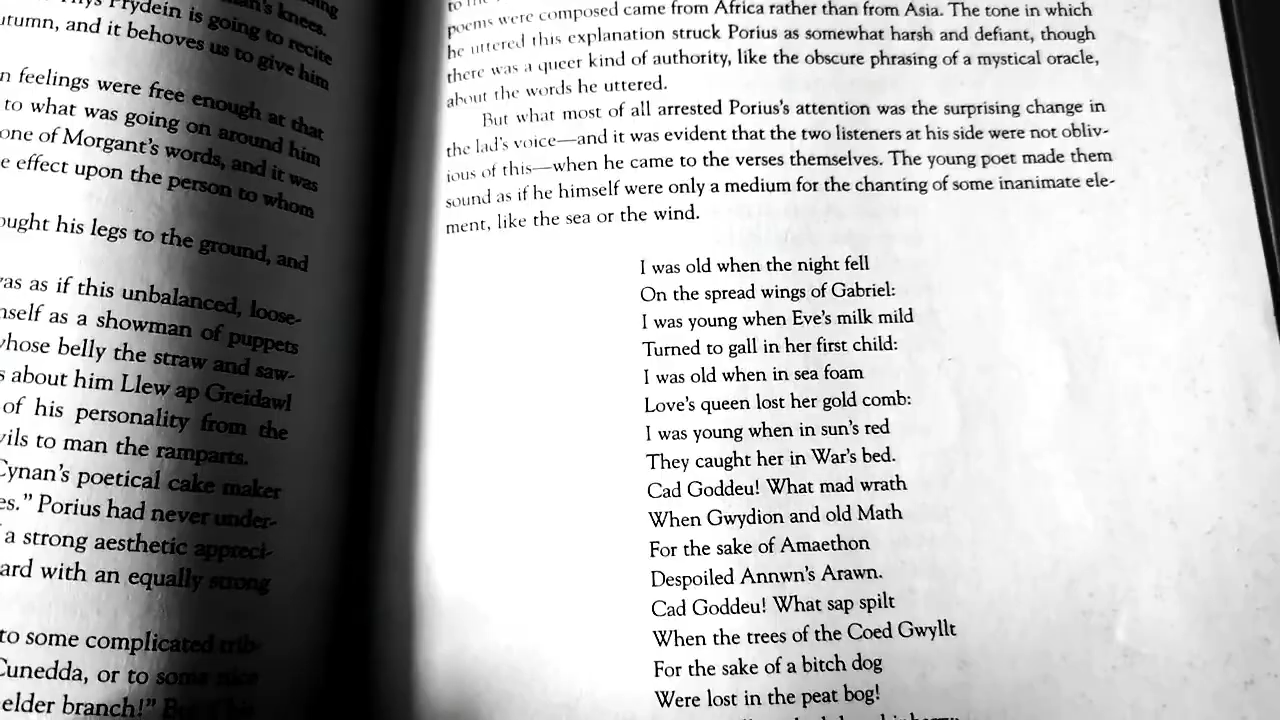 man's knees.
Prydein is going to recite
utumn, and it behoves us to give him
n feelings were free enough at that
to what was going on around him
one of Morgant's words, and it was
e effect upon the person to whom
ought his legs to the ground, and
was as if this unbalanced, loose-
mself as a showman of puppets
whose belly the straw and saw-
s about him Llew ap Greidawl
of his personality from the
vils to man the ramparts.
Cynan's poetical cake maker
es." Porius had never under-
a strong aesthetic appreci-
ard with an equally strong
to some complicated trib-
Cunedda, or to some nice
elder branch!"
poems were composed came from Africa rather than from Asia. The tone in which
he uttered this explanation struck Porius as somewhat harsh and defiant, though
there was a queer kind of authority, like the obscure phrasing of a mystical oracle,
about the words he uttered.
But what most of all arrested Porius's attention was the surprising change in
the lad's voice—and it was evident that the two listeners at his side were not obliv-
ious of this—when he came to the verses themselves. The young poet made them
sound as if he himself were only a medium for the chanting of some inanimate ele-
ment, like the sea or the wind.
I was old when the night fell
On the spread wings of Gabriel:
I was young when Eve's milk mild
Turned to gall in her first child:
I was old when in sea foam
Love's queen lost her gold comb:
I was young when in sun's red
They caught her in War's bed.
Cad Goddeu! What mad wrath
When Gwydion and old Math
For the sake of Amaethon
Despoiled Annwn's Arawn.
Cad Goddeu! What sap spilt
When the trees of the Coed Gwyllt
For the sake of a bitch dog
Were lost in the peat bog!